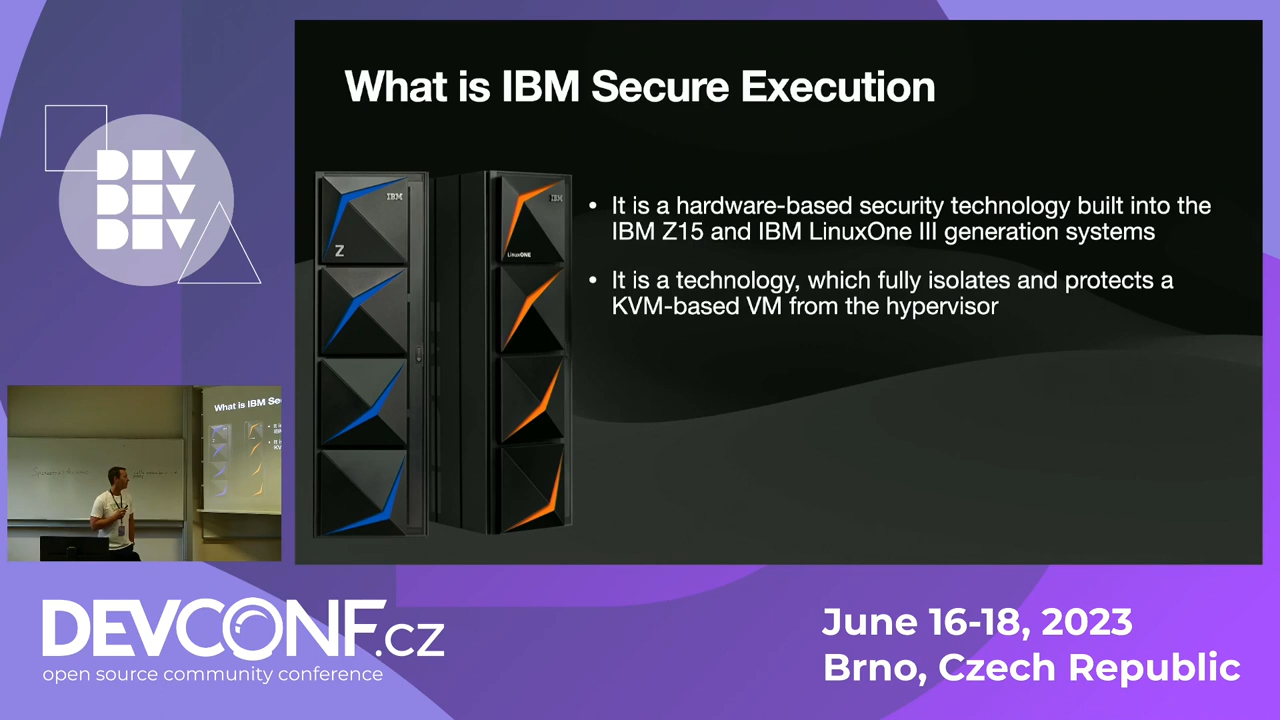 What is IBM Secure Execution
IBM
Z
IBM
LinuxONE
• It is a hardware-based security technology built into the
IBM Z15 and IBM LinuxOne III generation systems
• It is a technology, which fully isolates and protects a
KVM-based VM from the hypervisor
DEV
DEV
DEV
What is IBM Se
DEVCONF.cz
open source community conference
June 16-18, 2023
Brno, Czech Republic